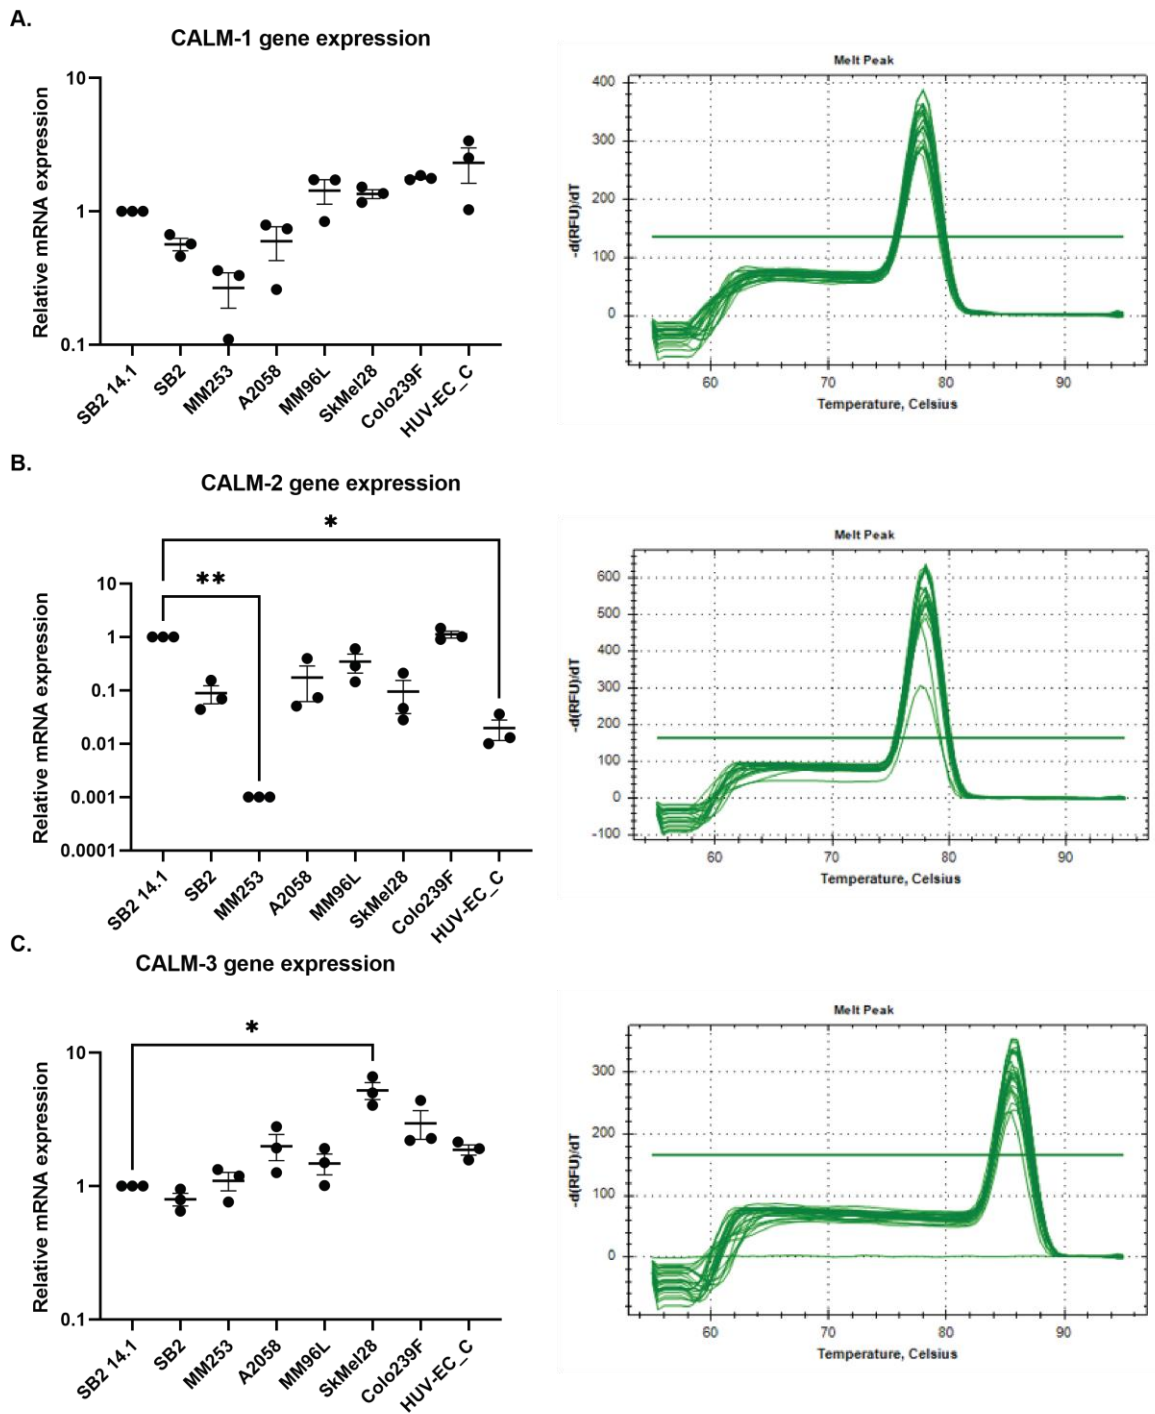 A.
CALM-1 gene expression
Relative mRNA expression
10
1
0.1
SB2 14.1
SB2
MM253
A2058
MM96L
SkMel28
Colo239F
HUV-EC_C
Melt Peak
-d(RFU)/dT
400
300
200
100
0
60 70 80 90
Temperature, Celsius
B.
CALM-2 gene expression
*
**
Relative mRNA expression
10
1
0.1
0.01
0.001
0.0001
SB2 14.1
SB2
MM253
A2058
MM96L
SkMel28
Colo239F
HUV-EC_C
Melt Peak
-d(RFU)/dT
600
500
400
300
200
100
0
-100
60 70 80 90
Temperature, Celsius
C.
CALM-3 gene expression
*
Relative mRNA expression
10
1
0.1
SB2 14.1
SB2
MM253
A2058
MM96L
SkMel28
Colo239F
HUV-EC_C
Melt Peak
-d(RFU)/dT
300
200
100
0
60 70 80 90
Temperature, Celsius